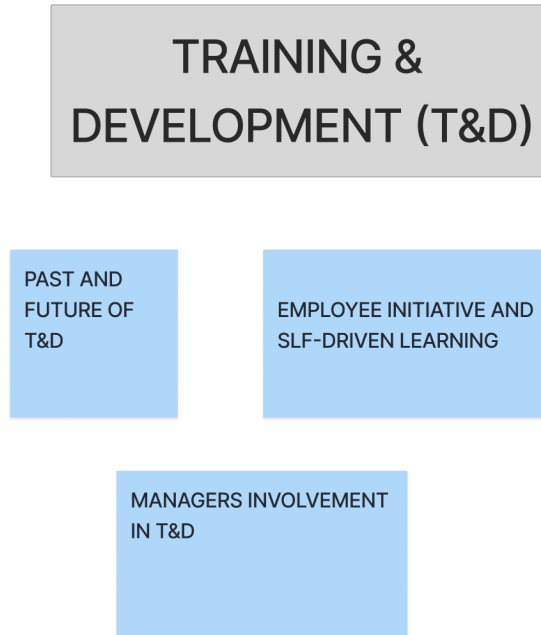 TRAINING &
DEVELOPMENT (T&D)
PAST AND
FUTURE OF
T&D
EMPLOYEE INITIATIVE AND
SLF-DRIVEN LEARNING
MANAGERS INVOLVEMENT
IN T&D